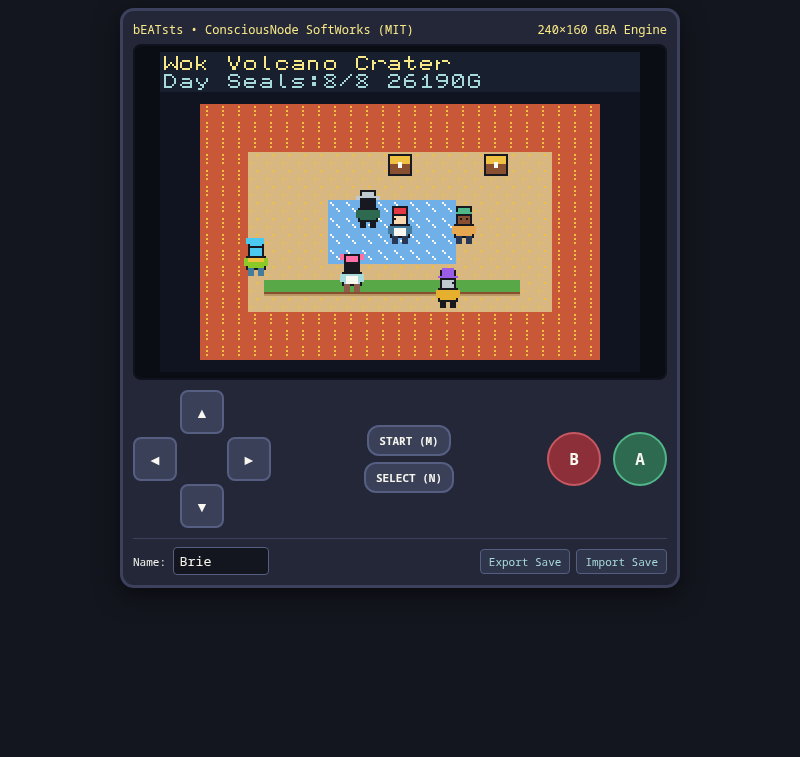 bEATsts • ConsciousNode SoftWorks (MIT)
240×160 GBA Engine
Wok Volcano Crater
Day Seals:8/8 26190G
▲
◄
►
▼
START (M)
SELECT (N)
B
A
Name:
Brie
Export Save
Import Save